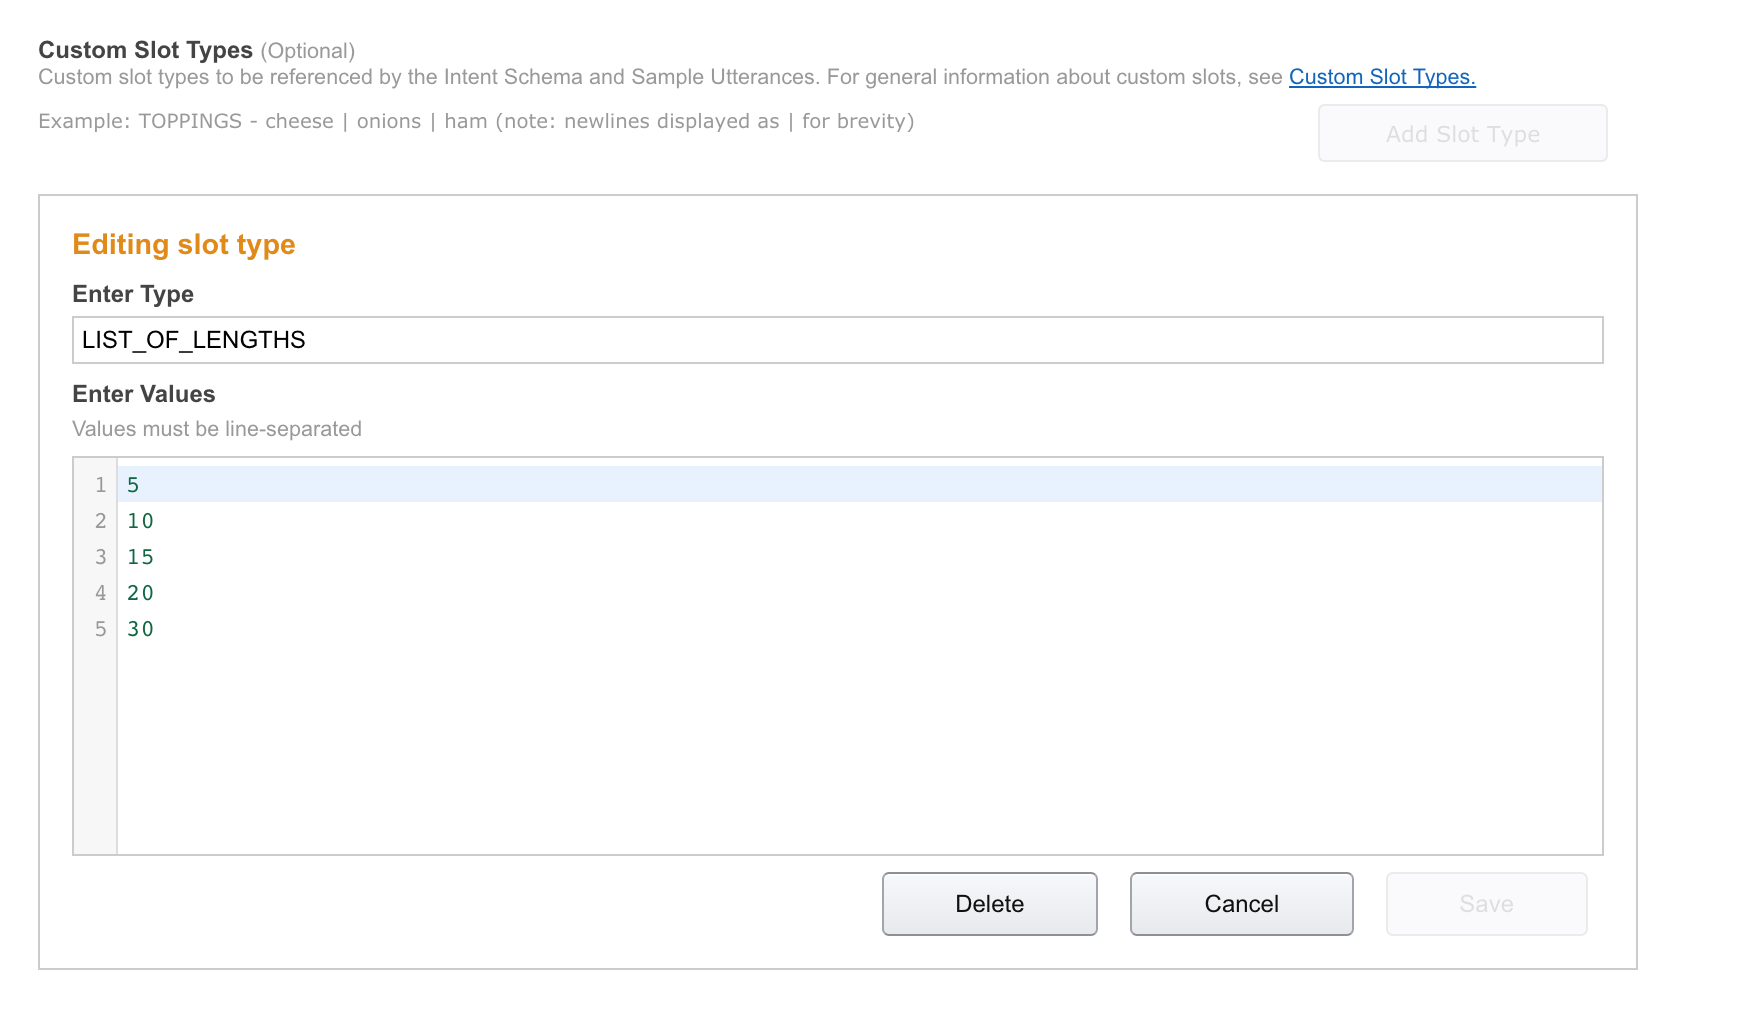 Custom Slot Types (Optional)
Custom slot types to be referenced by the Intent Schema and Sample Utterances. For general information about custom slots, see Custom Slot Types.
Example: TOPPINGS - cheese | onions | ham (note: newlines displayed as | for brevity)
Add Slot Type
Editing slot type
Enter Type
LIST_OF_LENGTHS
Enter Values
Values must be line-separated
1 5
2 10
3 15
4 20
5 30
Delete Cancel Save